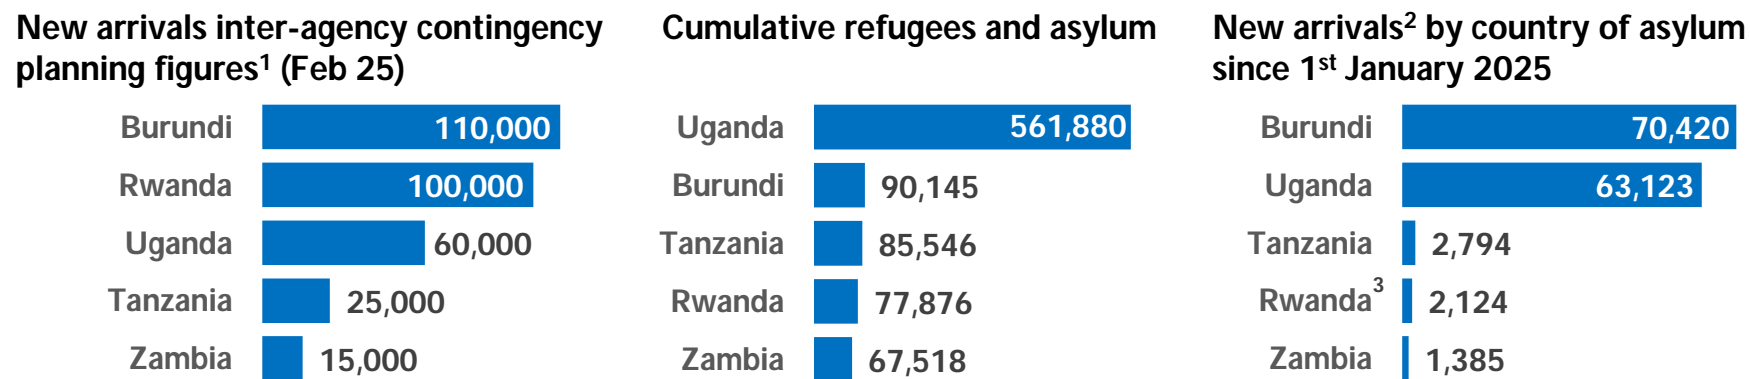 New arrivals inter-agency contingency
planning figures¹ (Feb 25)
Burundi 110,000
Rwanda 100,000
Uganda 60,000
Tanzania 25,000
Zambia 15,000
Cumulative refugees and asylum
Uganda 561,880
Burundi 90,145
Tanzania 85,546
Rwanda 77,876
Zambia 67,518
New arrivals² by country of asylum
since 1st January 2025
Burundi 70,420
Uganda 63,123
Tanzania 2,794
Rwanda³ 2,124
Zambia 1,385